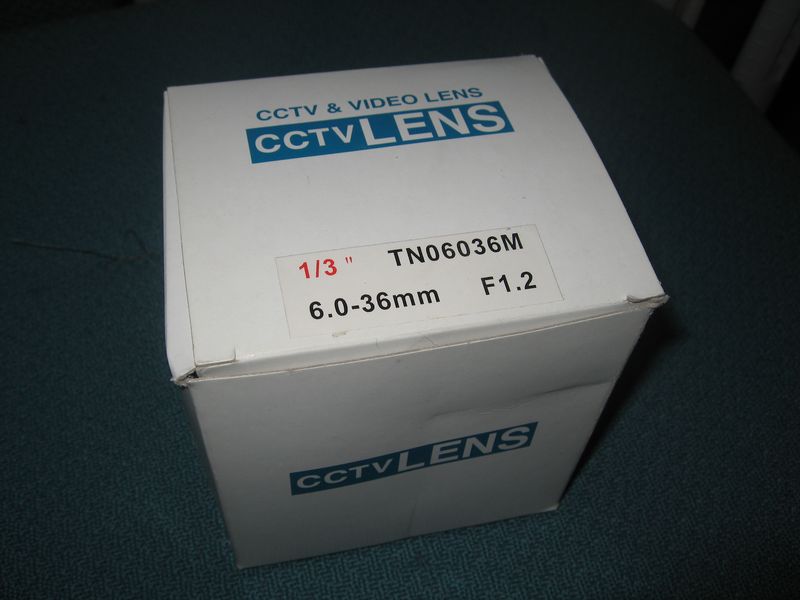 CCTV & VIDEO LENS
CCTV LENS
1/3" TN06036M
6.0-36mm F1.2
CCTV LENS